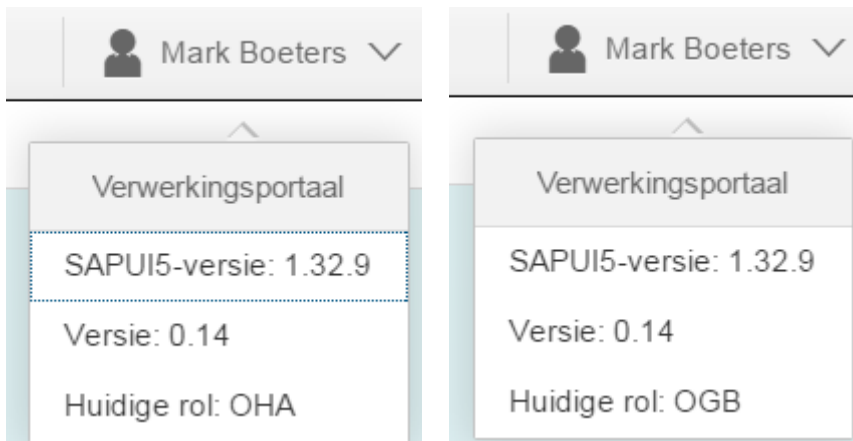 Mark Boeters
Verwerkingsportaal
SAPUI5-versie: 1.32.9
Versie: 0.14
Huidige rol: OHA
Mark Boeters
Verwerkingsportaal
SAPUI5-versie: 1.32.9
Versie: 0.14
Huidige rol: OGB